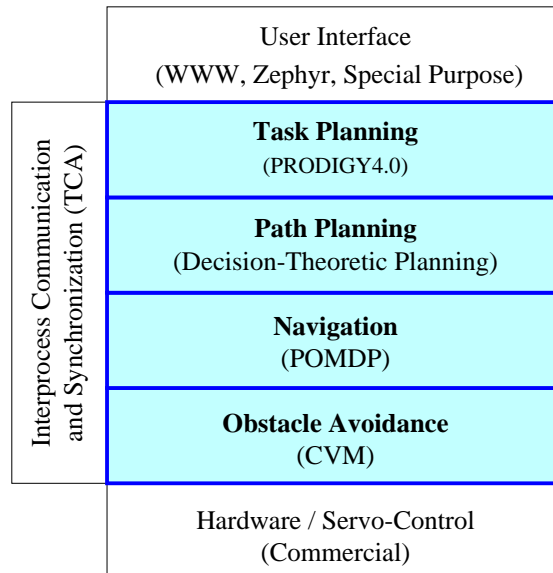 User Interface
(WWW, Zephyr, Special Purpose)
Interprocess Communication
and Synchronization (TCA)
Task Planning
(PRODIGY4.0)
Path Planning
(Decision-Theoretic Planning)
Navigation
(POMDP)
Obstacle Avoidance
(CVM)
Hardware / Servo-Control
(Commercial)